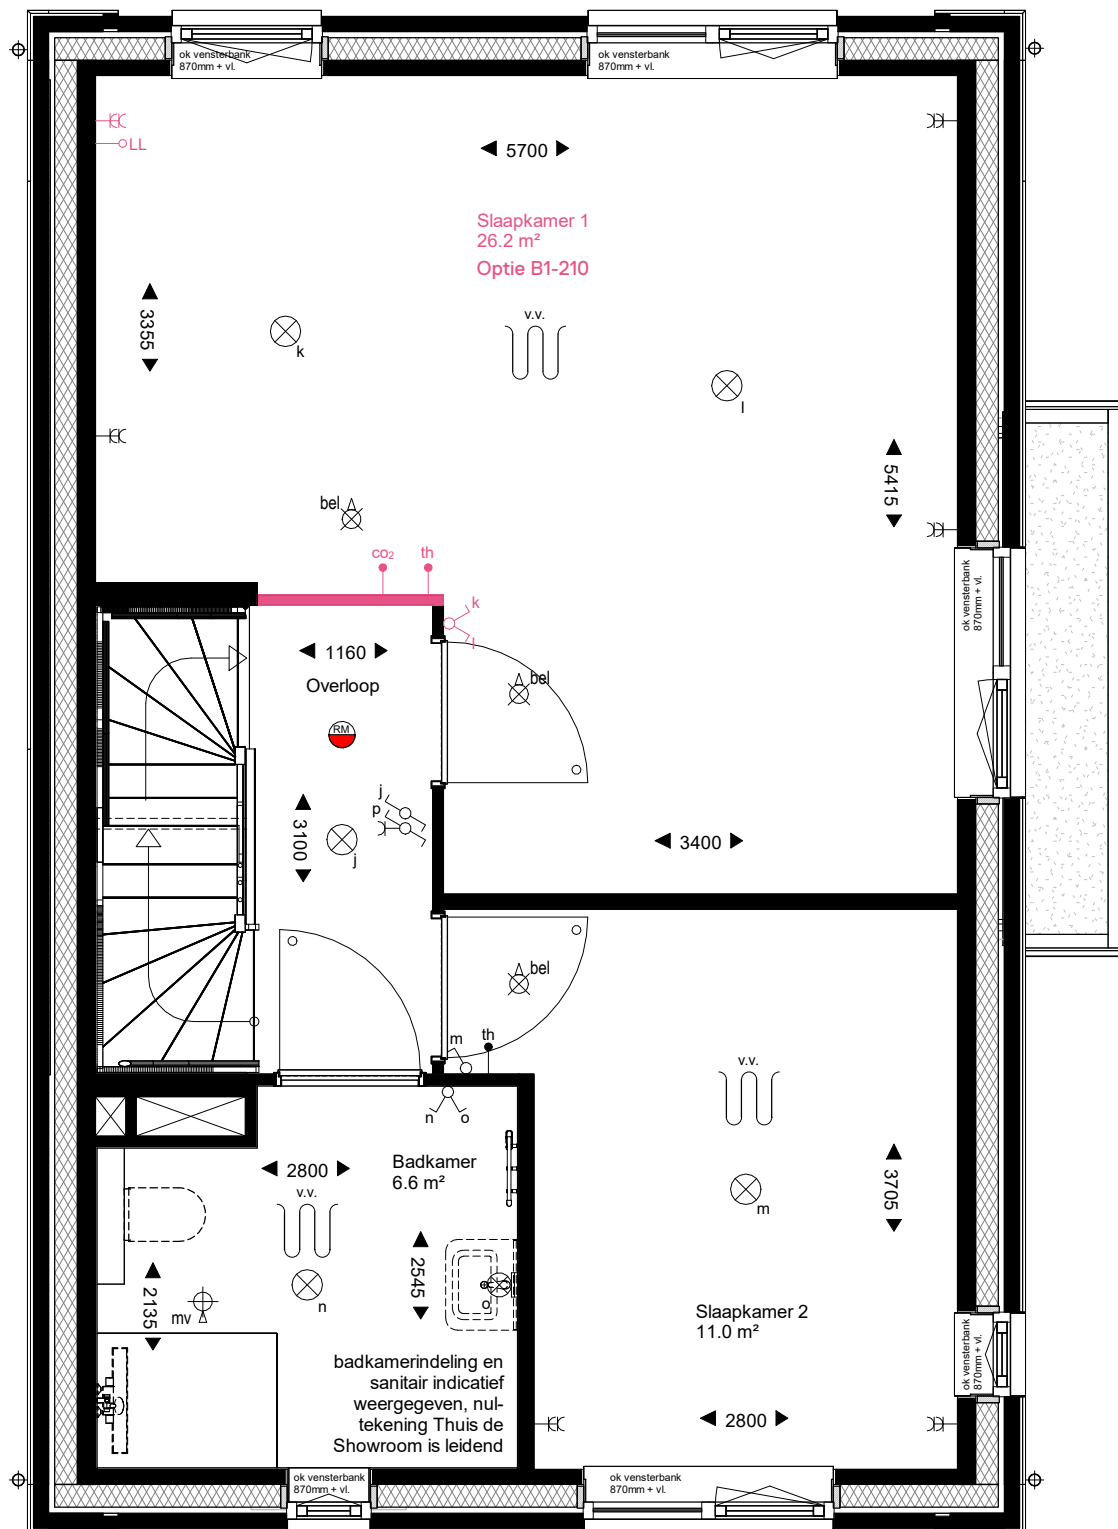 ok vensterbank
870mm + vl.
ok vensterbank
870mm + vl.
LL
5700
Slaapkamer 1
26.2 m²
Optie B1-210
3355
v.v.
k
l
5415
bel
co₂
th
k
l
ok vensterbank
870mm + vl.
1160
Overloop
bel
RM
j
p
3100
j
3400
bel
m
th
n
o
v.v.
2800
Badkamer
6.6 m²
v.v.
3705
m
2545
2135
n
o
mv
Slaapkamer 2
11.0 m²
badkamerindeling en
sanitair indicatief
weergegeven, nul-
tekening Thuis de
Showroom is leidend
ok vensterbank
870mm + vl.
2800
ok vensterbank
870mm + vl.
ok vensterbank
870mm + vl.